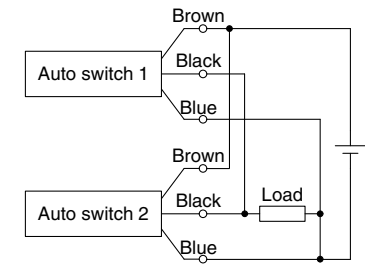 Brown
Black
Auto switch 1
Blue
Brown
Black
Load
Auto switch 2
Blue